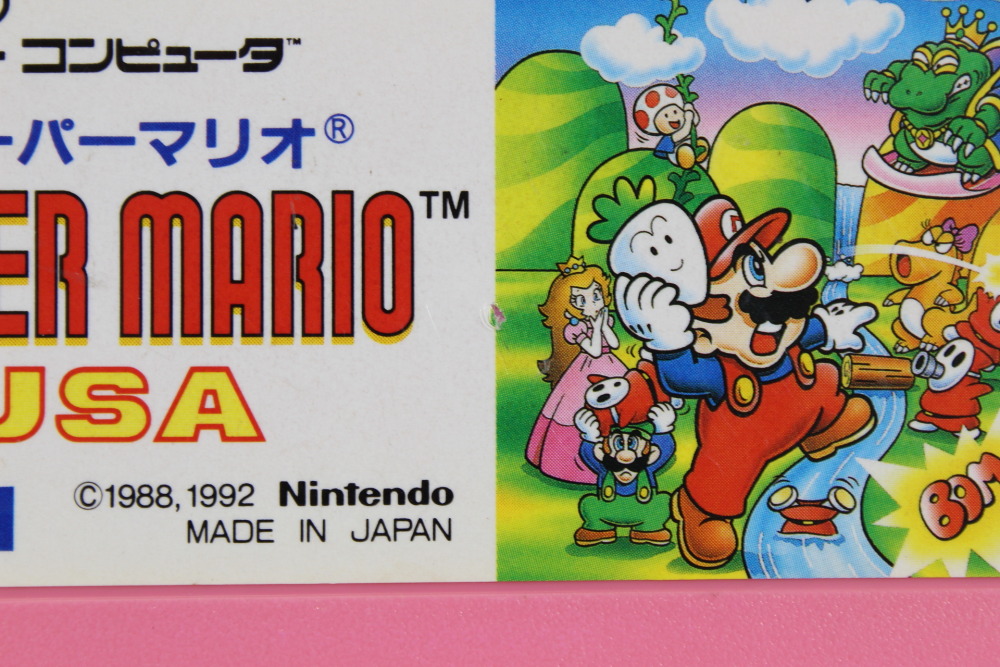 コンピュータ™
ーパーマリオ®
ER MARIO™
USA
©1988, 1992 Nintendo
MADE IN JAPAN
BOM